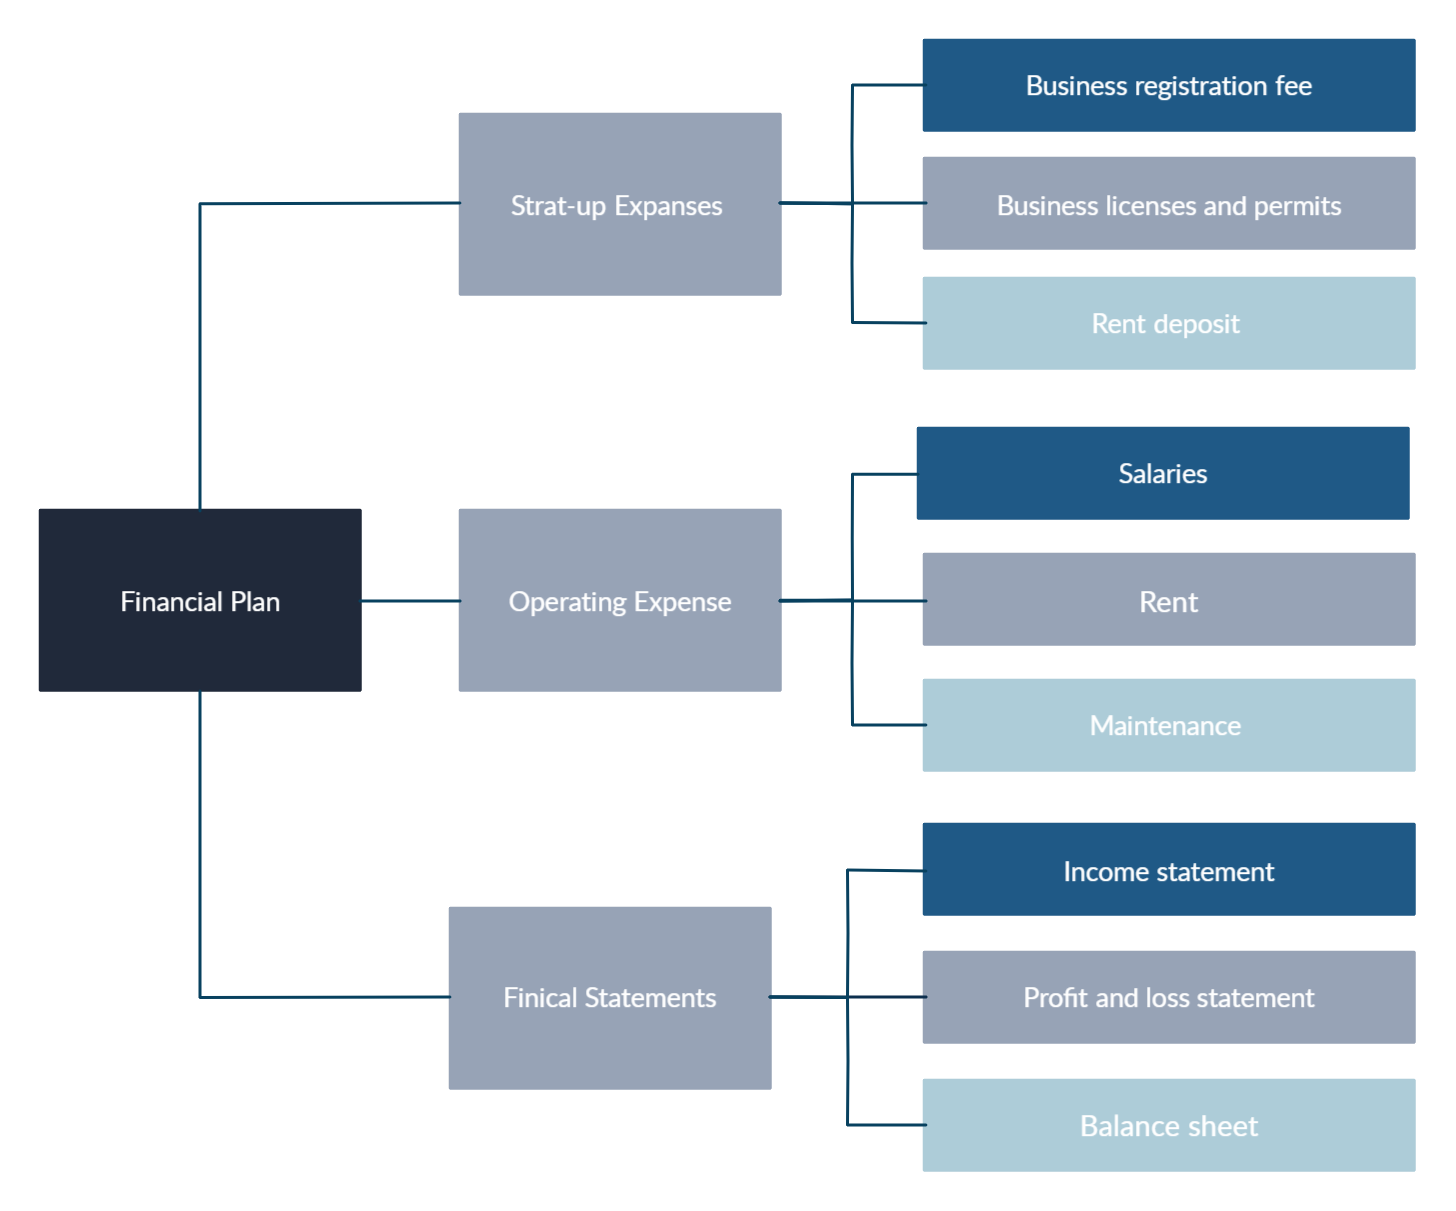 Financial Plan
Strat-up Expanses
Business registration fee
Business licenses and permits
Rent deposit
Operating Expense
Salaries
Rent
Maintenance
Finical Statements
Income statement
Profit and loss statement
Balance sheet